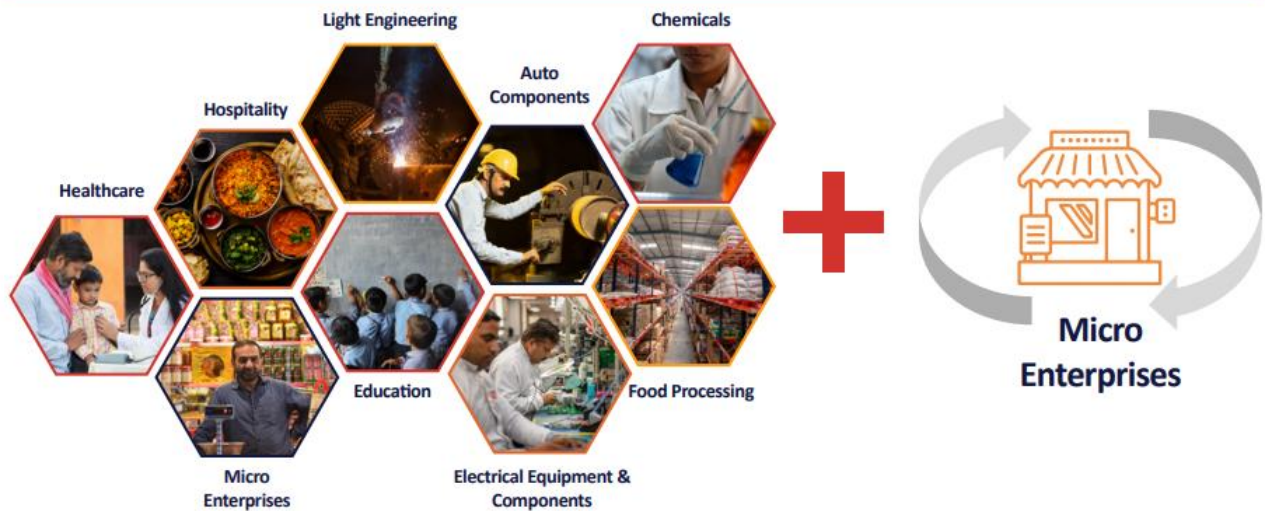 Light Engineering
Chemicals
Auto
Components
Hospitality
Healthcare
Micro
Enterprises
Education
Food Processing
Micro
Enterprises
Electrical Equipment &
Components